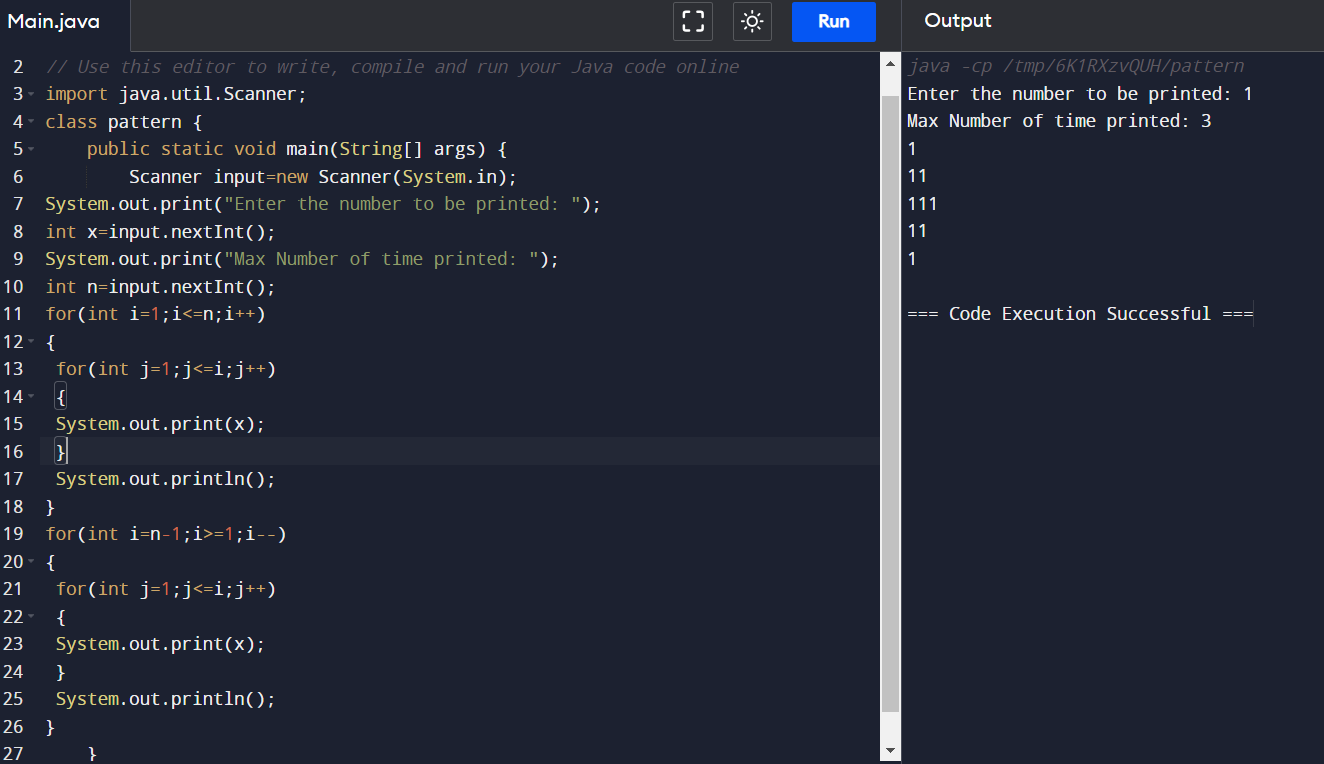 Main.java
Run
Output
2 // Use this editor to write, compile and run your Java code online
3 import java.util.Scanner;
4 class pattern {
5     public static void main(String[] args) {
6         Scanner input=new Scanner(System.in);
7 System.out.print("Enter the number to be printed: ");
8 int x=input.nextInt();
9 System.out.print("Max Number of time printed: ");
10 int n=input.nextInt();
11 for(int i=1;i<=n;i++)
12 {
13  for(int j=1;j<=i;j++)
14  {
15  System.out.print(x);
16  }
17  System.out.println();
18 }
19 for(int i=n-1;i>=1;i--)
20 {
21  for(int j=1;j<=i;j++)
22  {
23  System.out.print(x);
24  }
25  System.out.println();
26 }
27     }
java -cp /tmp/6K1RXzvQUH/pattern
Enter the number to be printed: 1
Max Number of time printed: 3
1
11
111
11
1
=== Code Execution Successful ===